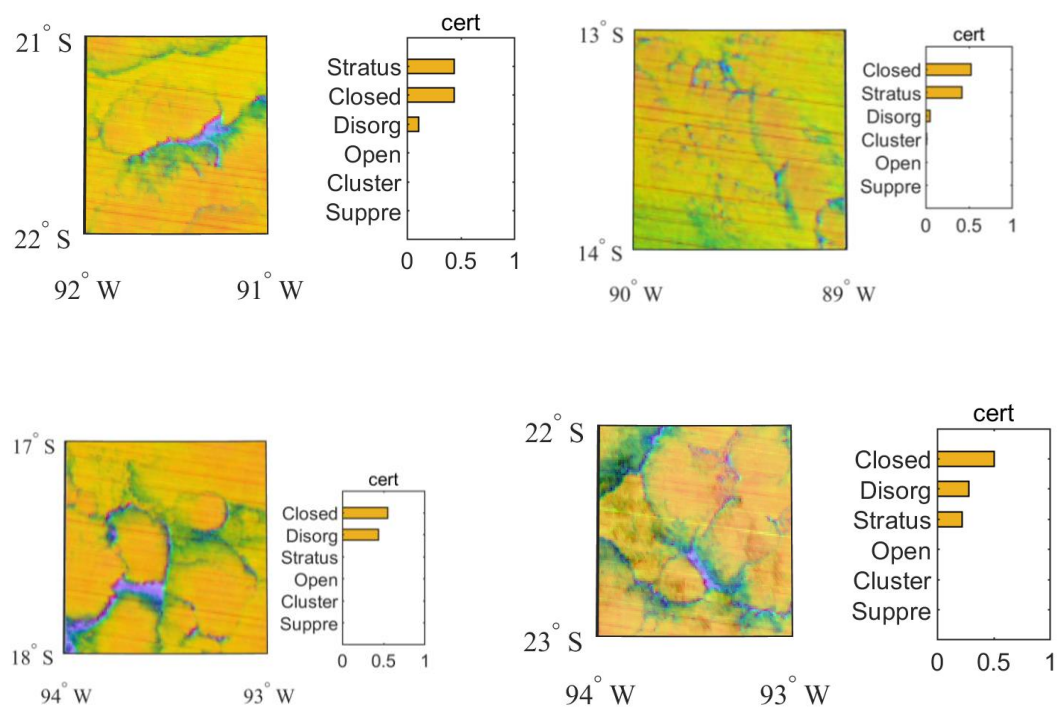 cert
21° S
Stratus
Closed
Disorg
Open
Cluster
Suppre
22° S
0 0.5 1
92° W 91° W
13° S
cert
Closed
Stratus
Disorg
Cluster
Open
Suppre
14° S
0 0.5 1
90° W 89° W
17° S
cert
Closed
Disorg
Stratus
Open
Cluster
Suppre
18° S
0 0.5 1
94° W 93° W
cert
22° S
Closed
Disorg
Stratus
Open
Cluster
Suppre
23° S
0 0.5 1
94° W 93° W